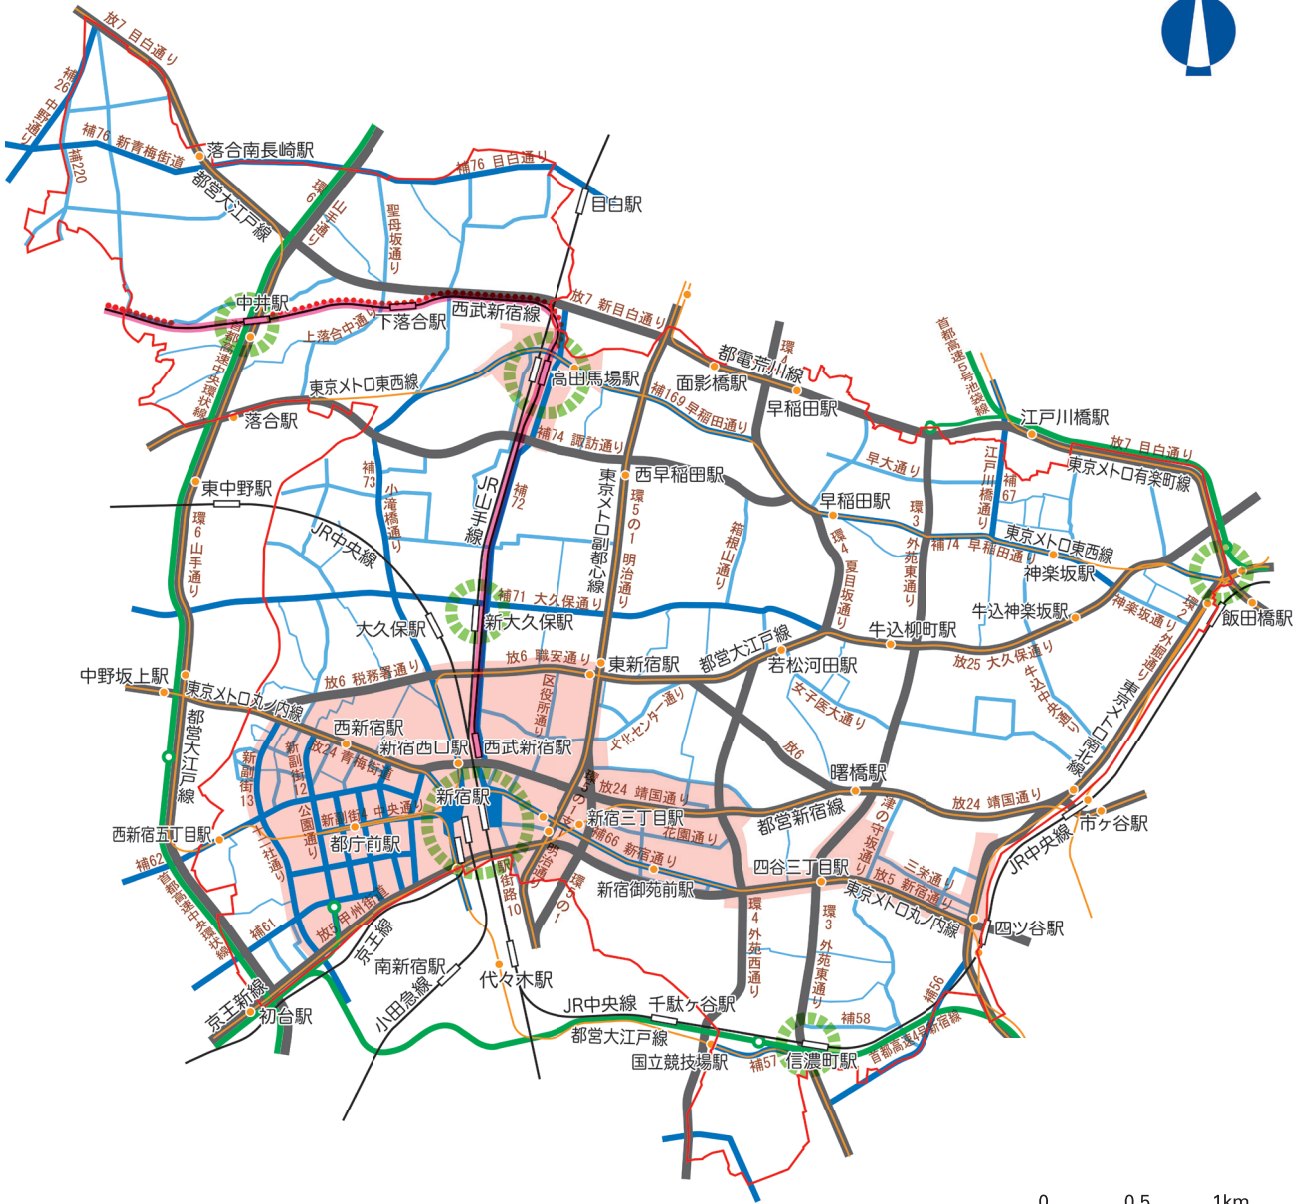 放7 目白通り
補26 中野通り
補76 新青梅街道
補220
落合南長崎駅
都営大江戸線
環6 山手通り
聖母坂通り
補76 目白通り
目白駅
中井駅
上落合中通り
下落合駅
西武新宿線
放7 新目白通り
首都高速中央環状線
東京メトロ東西線
落合駅
高田馬場駅
面影橋駅
都電荒川線
環4
早稲田駅
補169 早稲田通り
首都高速5号池袋線
江戸川橋駅
放7 目白通り
東京メトロ有楽町線
補74 諏訪通り
西早稲田駅
早大通り
江戸川橋通り
補67
東中野駅
補73 小滝橋通り
JR山手線
補72
東京メトロ副都心線
環5の1 明治通り
箱根山通り
早稲田駅
環3 外苑東通り
補74 早稲田通り
東京メトロ東西線
神楽坂駅
JR中央線
環6 山手通り
環4 夏目坂通り
補71 大久保通り
新大久保駅
大久保駅
牛込神楽坂駅
神楽坂通り
環2 外堀通り
飯田橋駅
牛込柳町駅
放25 大久保通り
牛込中央通り
都営大江戸線
若松河田駅
女子医大通り
中野坂上駅
東京メトロ丸ノ内線
放6 税務署通り
放6 職安通り
東新宿駅
区役所通り
文化センター通り
都営大江戸線
西新宿駅
新宿西口駅
西武新宿駅
放24 青梅街道
新副街13
新副街12
放6
曙橋駅
東京メトロ南北線
新宿駅
環5の1支
放24 靖国通り
都営新宿線
放24 靖国通り
市ヶ谷駅
JR中央線
西新宿五丁目駅
公園通り
新副街4 中央通り
都庁前駅
十二社通り
新宿三丁目駅
花園通り
補66 新宿通り
明治通り
新宿御苑前駅
四谷三丁目駅
津の守坂通り
三栄通り
放5 新宿通り
東京メトロ丸ノ内線
四ツ谷駅
補62
首都高速中央環状線
補61
放5 甲州街道
京王線
駅街路10
環5の1
環4 外苑西通り
環3 外苑東通り
南新宿駅
小田急線
代々木駅
京王新線
初台駅
JR中央線
千駄ヶ谷駅
都営大江戸線
国立競技場駅
補57
信濃町駅
補58
補56
首都高速4号新宿線
0 0.5 1km